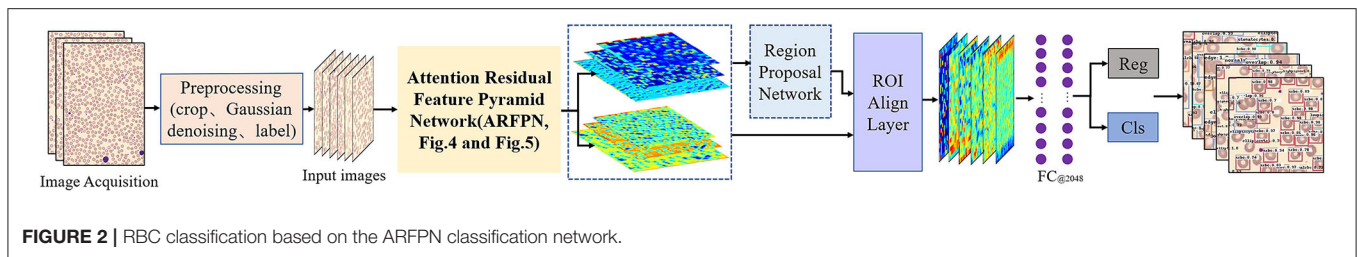 Image Acquisition
Preprocessing
(crop、Gaussian
denoising、label)
Input images
Attention Residual
Feature Pyramid
Network(ARFPN,
Fig.4 and Fig.5)
Region
Proposal
Network
ROI
Align
Layer
FC@2048
Reg
Cls
FIGURE 2 | RBC classification based on the ARFPN classification network.